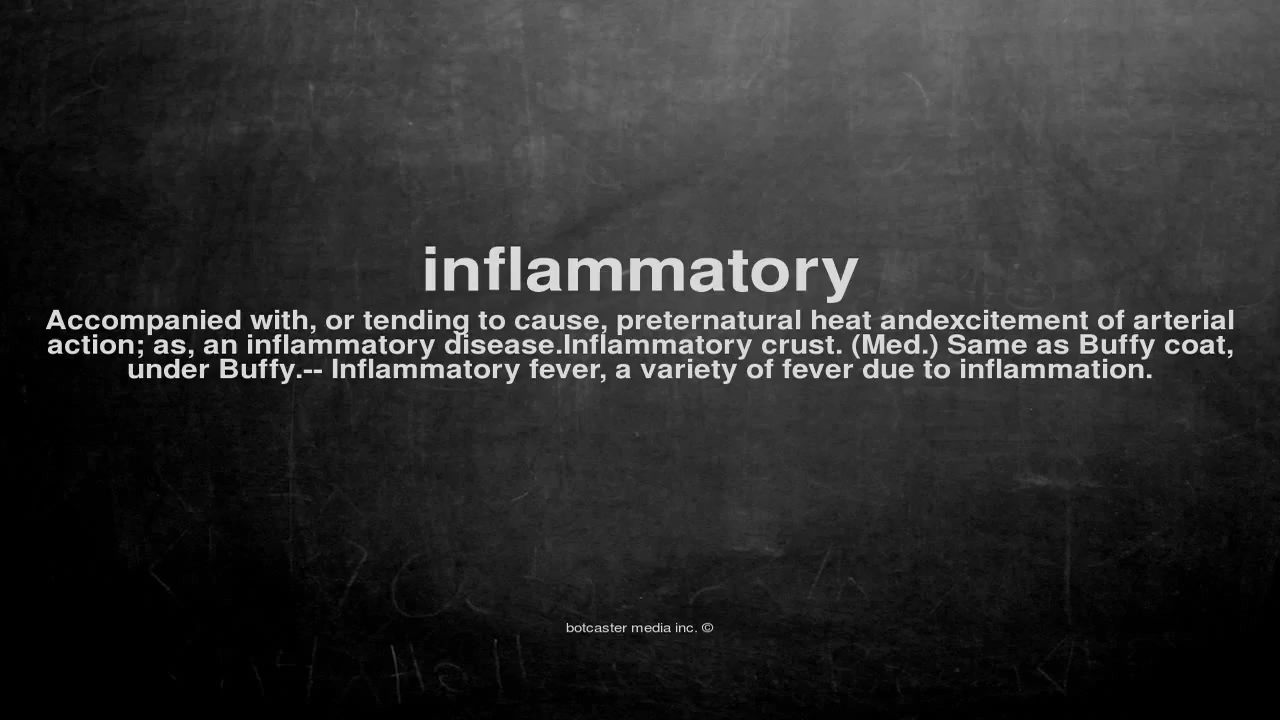 inflammatory
Accompanied with, or tending to cause, preternatural heat andexcitement of arterial
action; as, an inflammatory disease.Inflammatory crust. (Med.) Same as Buffy coat,
under Buffy.-- Inflammatory fever, a variety of fever due to inflammation.
botcaster media inc. ©